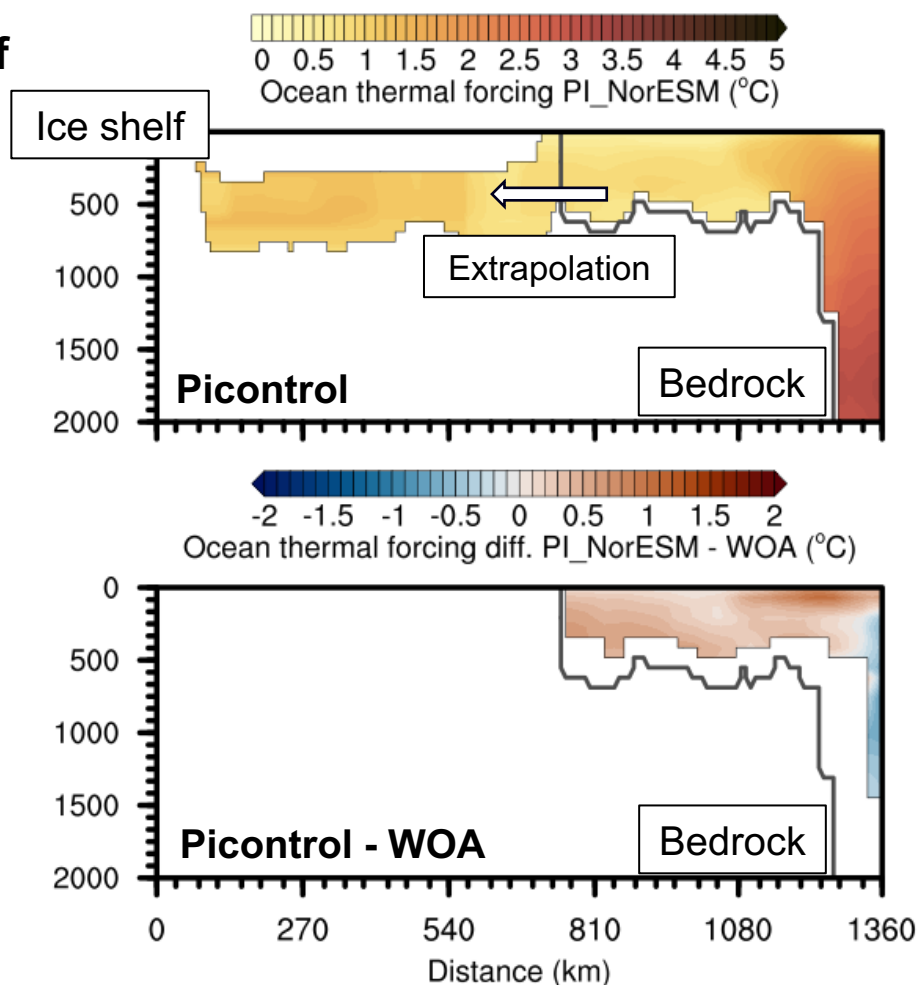 f
0 0.5 1 1.5 2 2.5 3 3.5 4 4.5 5
Ocean thermal forcing PI_NorESM (°C)
Ice shelf
500
Extrapolation
1000
1500
Picontrol
Bedrock
2000
-2 -1.5 -1 -0.5 0 0.5 1 1.5 2
Ocean thermal forcing diff. PI_NorESM - WOA (°C)
0
500
1000
1500
Picontrol - WOA
Bedrock
2000
0 270 540 810 1080 1360
Distance (km)